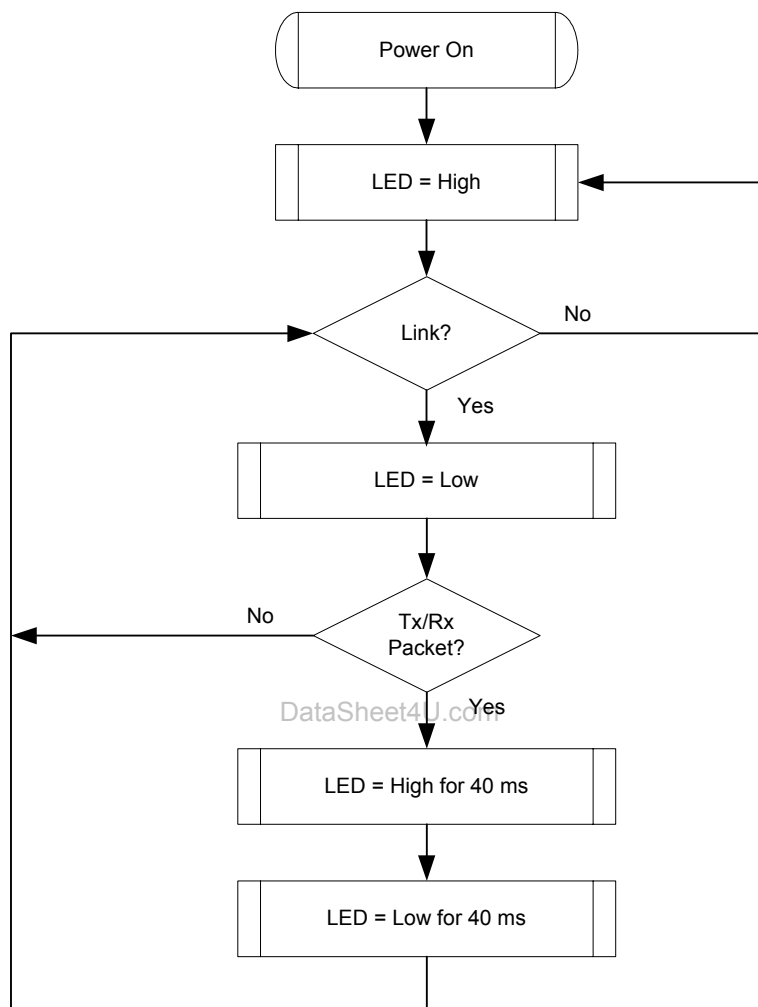 Power On
LED = High
Link?
No
Yes
LED = Low
No
Tx/Rx
Packet?
DataSheet4U.com
Yes
LED = High for 40 ms
LED = Low for 40 ms